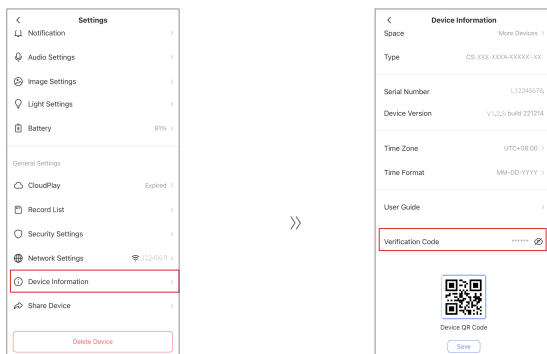 Settings
Notification
Audio Settings
Image Settings
Light Settings
Battery 91%
General Settings
CloudPlay Expired
Record List
Security Settings
Network Settings
Device Information
Share Device
Delete Device
Device Information
Space More Devices
Type CS-XXX-XXXX-XXXXX-XX
Serial Number L12345678
Device Version V1.2.3 build 221214
Time Zone UTC+08:00
Time Format MM-DD-YYYY
User Guide
Verification Code ******
Device QR Code
Save